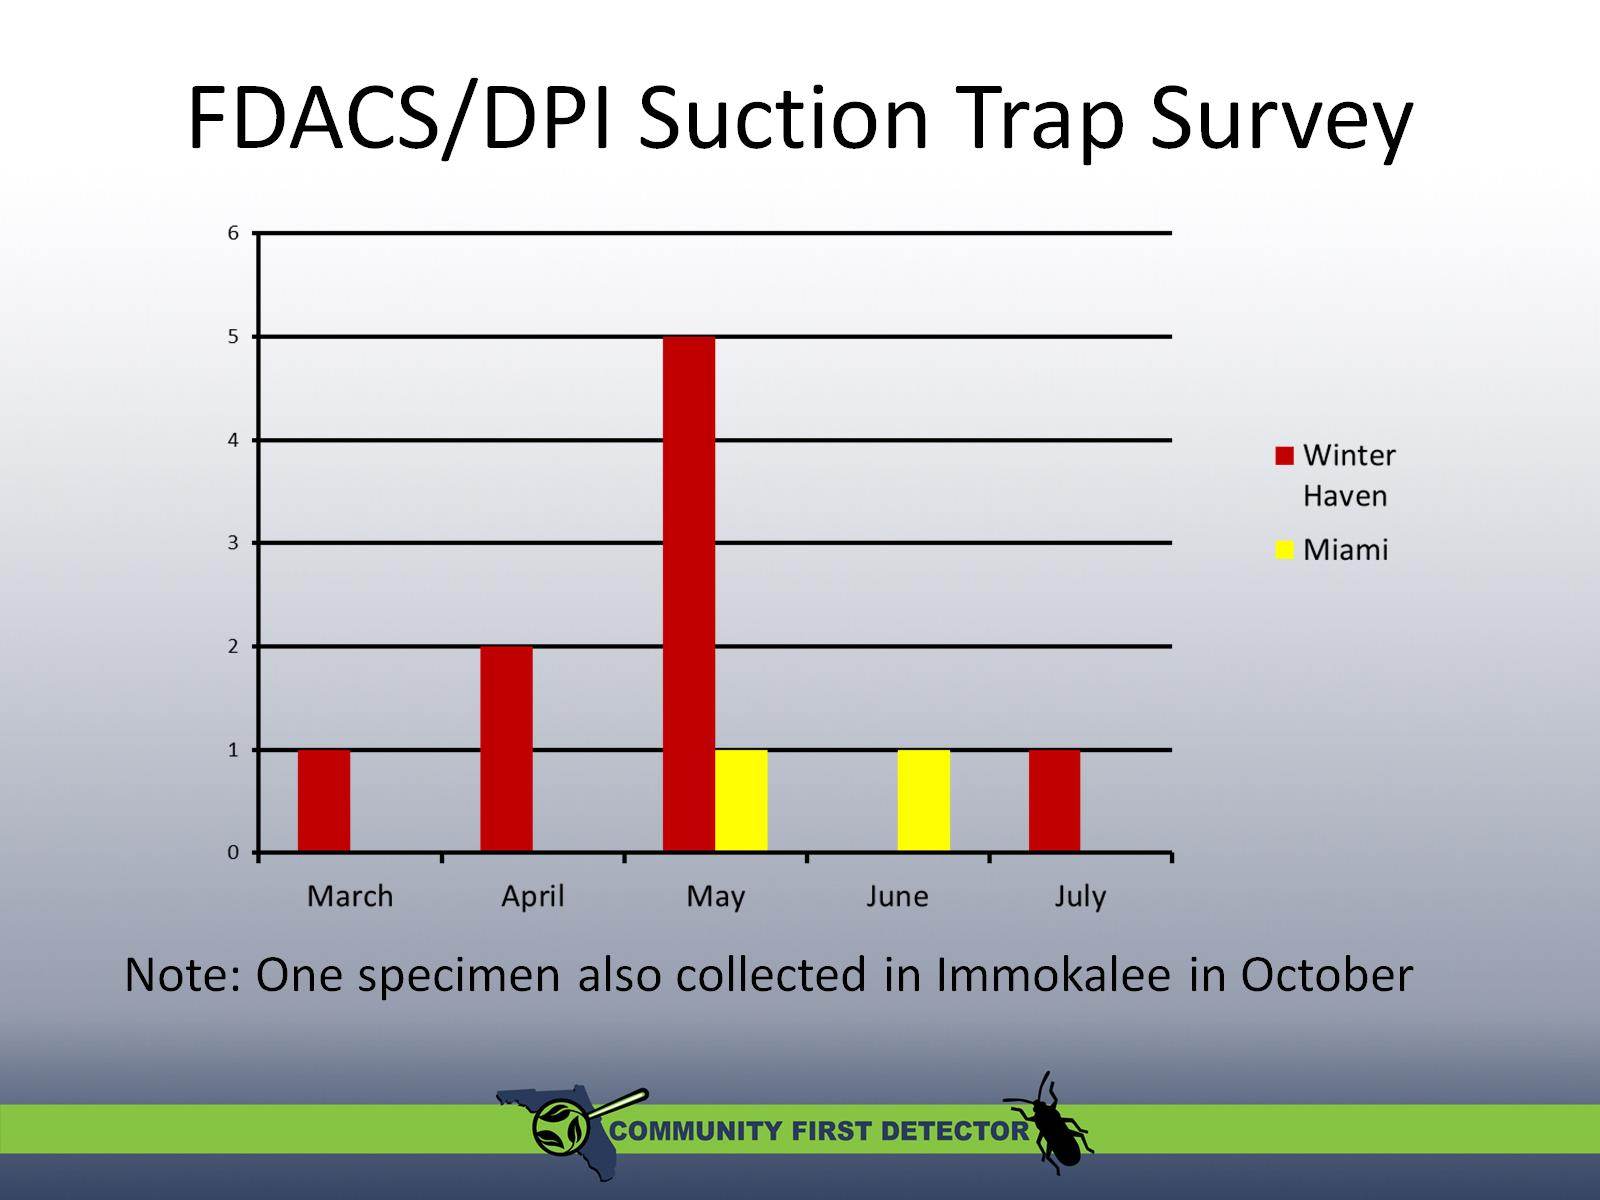 FDACS/DPI Suction Trap Survey
6
5
4
3
2
1
0
March April May June July
Winter
Haven
Miami
Note: One specimen also collected in Immokalee in October
COMMUNITY FIRST DETECTOR